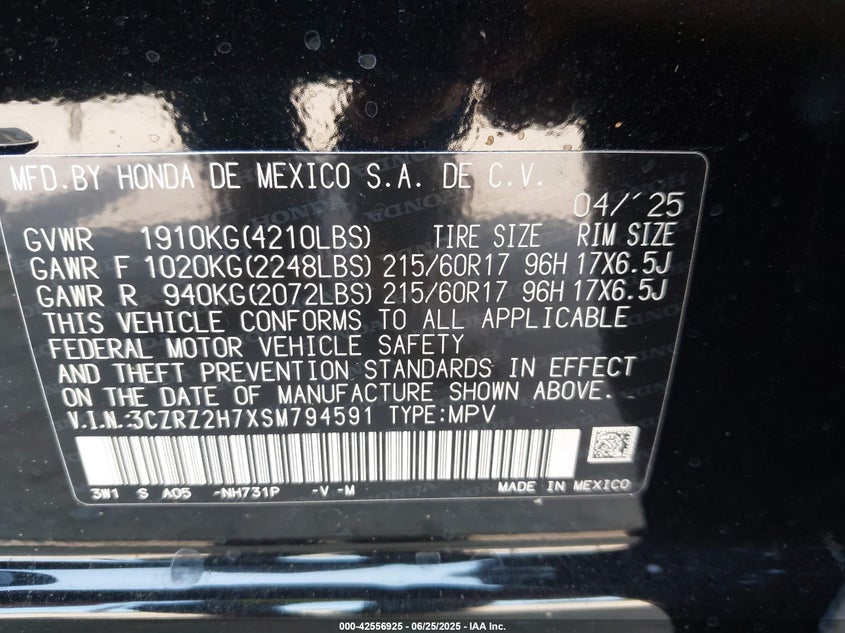 MFD.BY HONDA DE MEXICO S.A. DE C.V.
04/'25
GVWR 1910KG(4210LBS) TIRE SIZE RIM SIZE
GAWR F 1020KG(2248LBS) 215/60R17 96H 17X6.5J
GAWR R 940KG(2072LBS) 215/60R17 96H 17X6.5J
THIS VEHICLE CONFORMS TO ALL APPLICABLE
FEDERAL MOTOR VEHICLE SAFETY
AND THEFT PREVENTION STANDARDS IN EFFECT
ON THE DATE OF MANUFACTURE SHOWN ABOVE.
V.I.N.:3CZRZ2H7XSM794591 TYPE:MPV
3W1 S A05 -NH731P -V -M MADE IN MEXICO
000-42556925 - 06/25/2025 - IAA Inc.